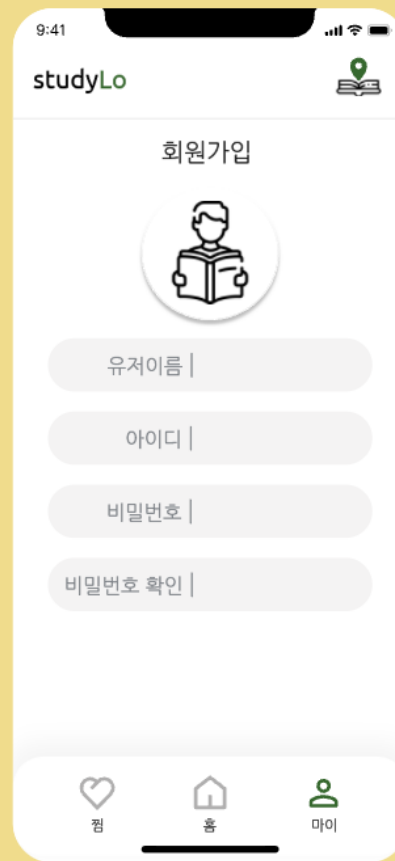 9:41
studyLo
회원가입
유저이름 |
아이디 |
비밀번호 |
비밀번호 확인 |
찜
홈
마이